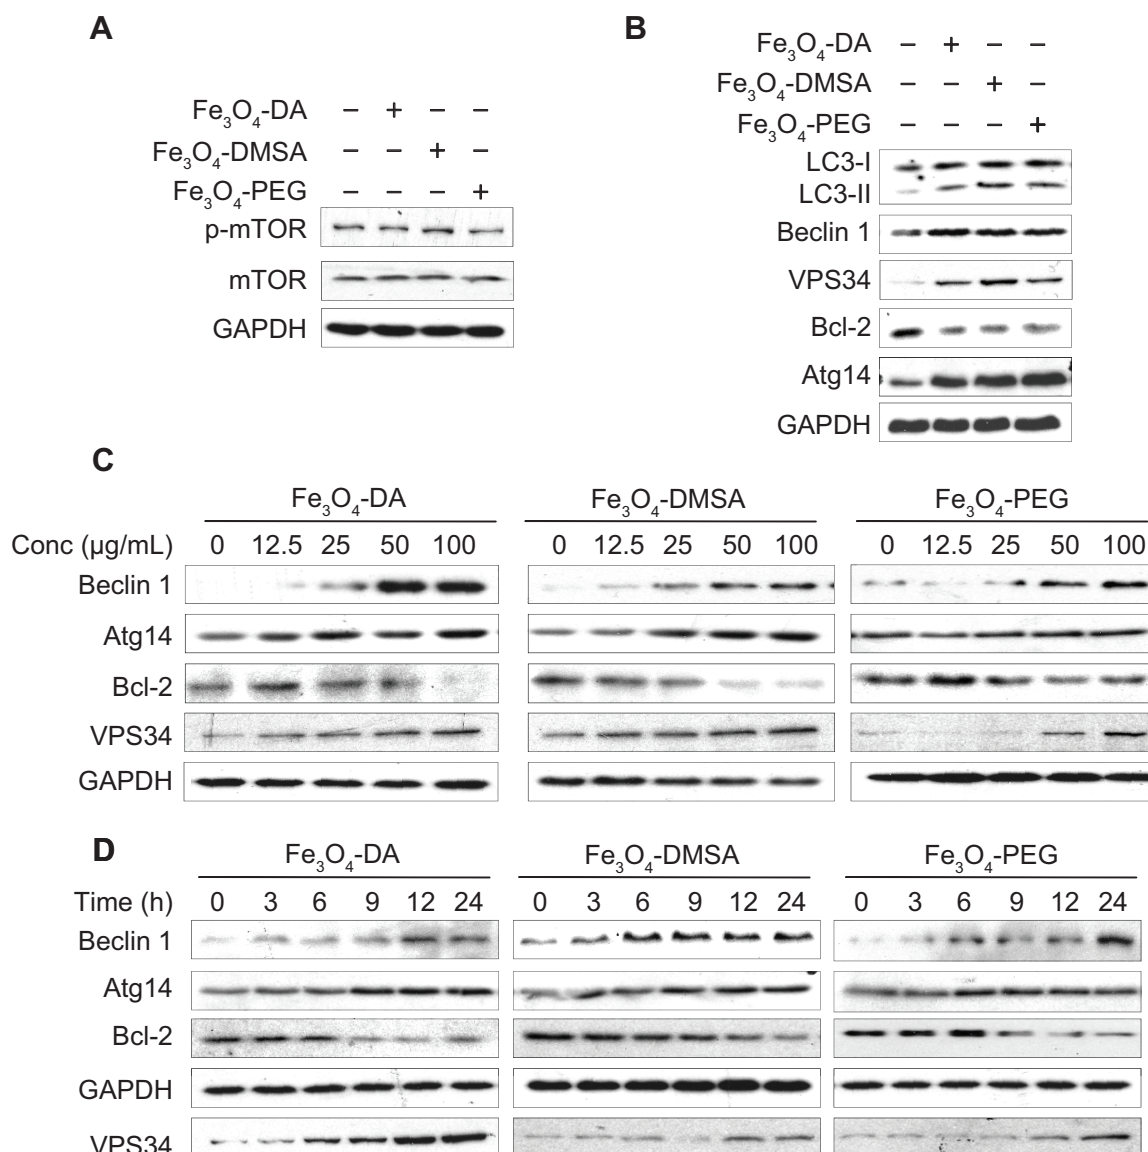 A
Fe₃O₄-DA – + – –
Fe₃O₄-DMSA – – + –
Fe₃O₄-PEG – – – +
p-mTOR
mTOR
GAPDH
B
Fe₃O₄-DA – + – –
Fe₃O₄-DMSA – – + –
Fe₃O₄-PEG – – – +
LC3-I
LC3-II
Beclin 1
VPS34
Bcl-2
Atg14
GAPDH
C
Fe₃O₄-DA Fe₃O₄-DMSA Fe₃O₄-PEG
Conc (µg/mL) 0 12.5 25 50 100 0 12.5 25 50 100 0 12.5 25 50 100
Beclin 1
Atg14
Bcl-2
VPS34
GAPDH
D
Fe₃O₄-DA Fe₃O₄-DMSA Fe₃O₄-PEG
Time (h) 0 3 6 9 12 24 0 3 6 9 12 24 0 3 6 9 12 24
Beclin 1
Atg14
Bcl-2
GAPDH
VPS34